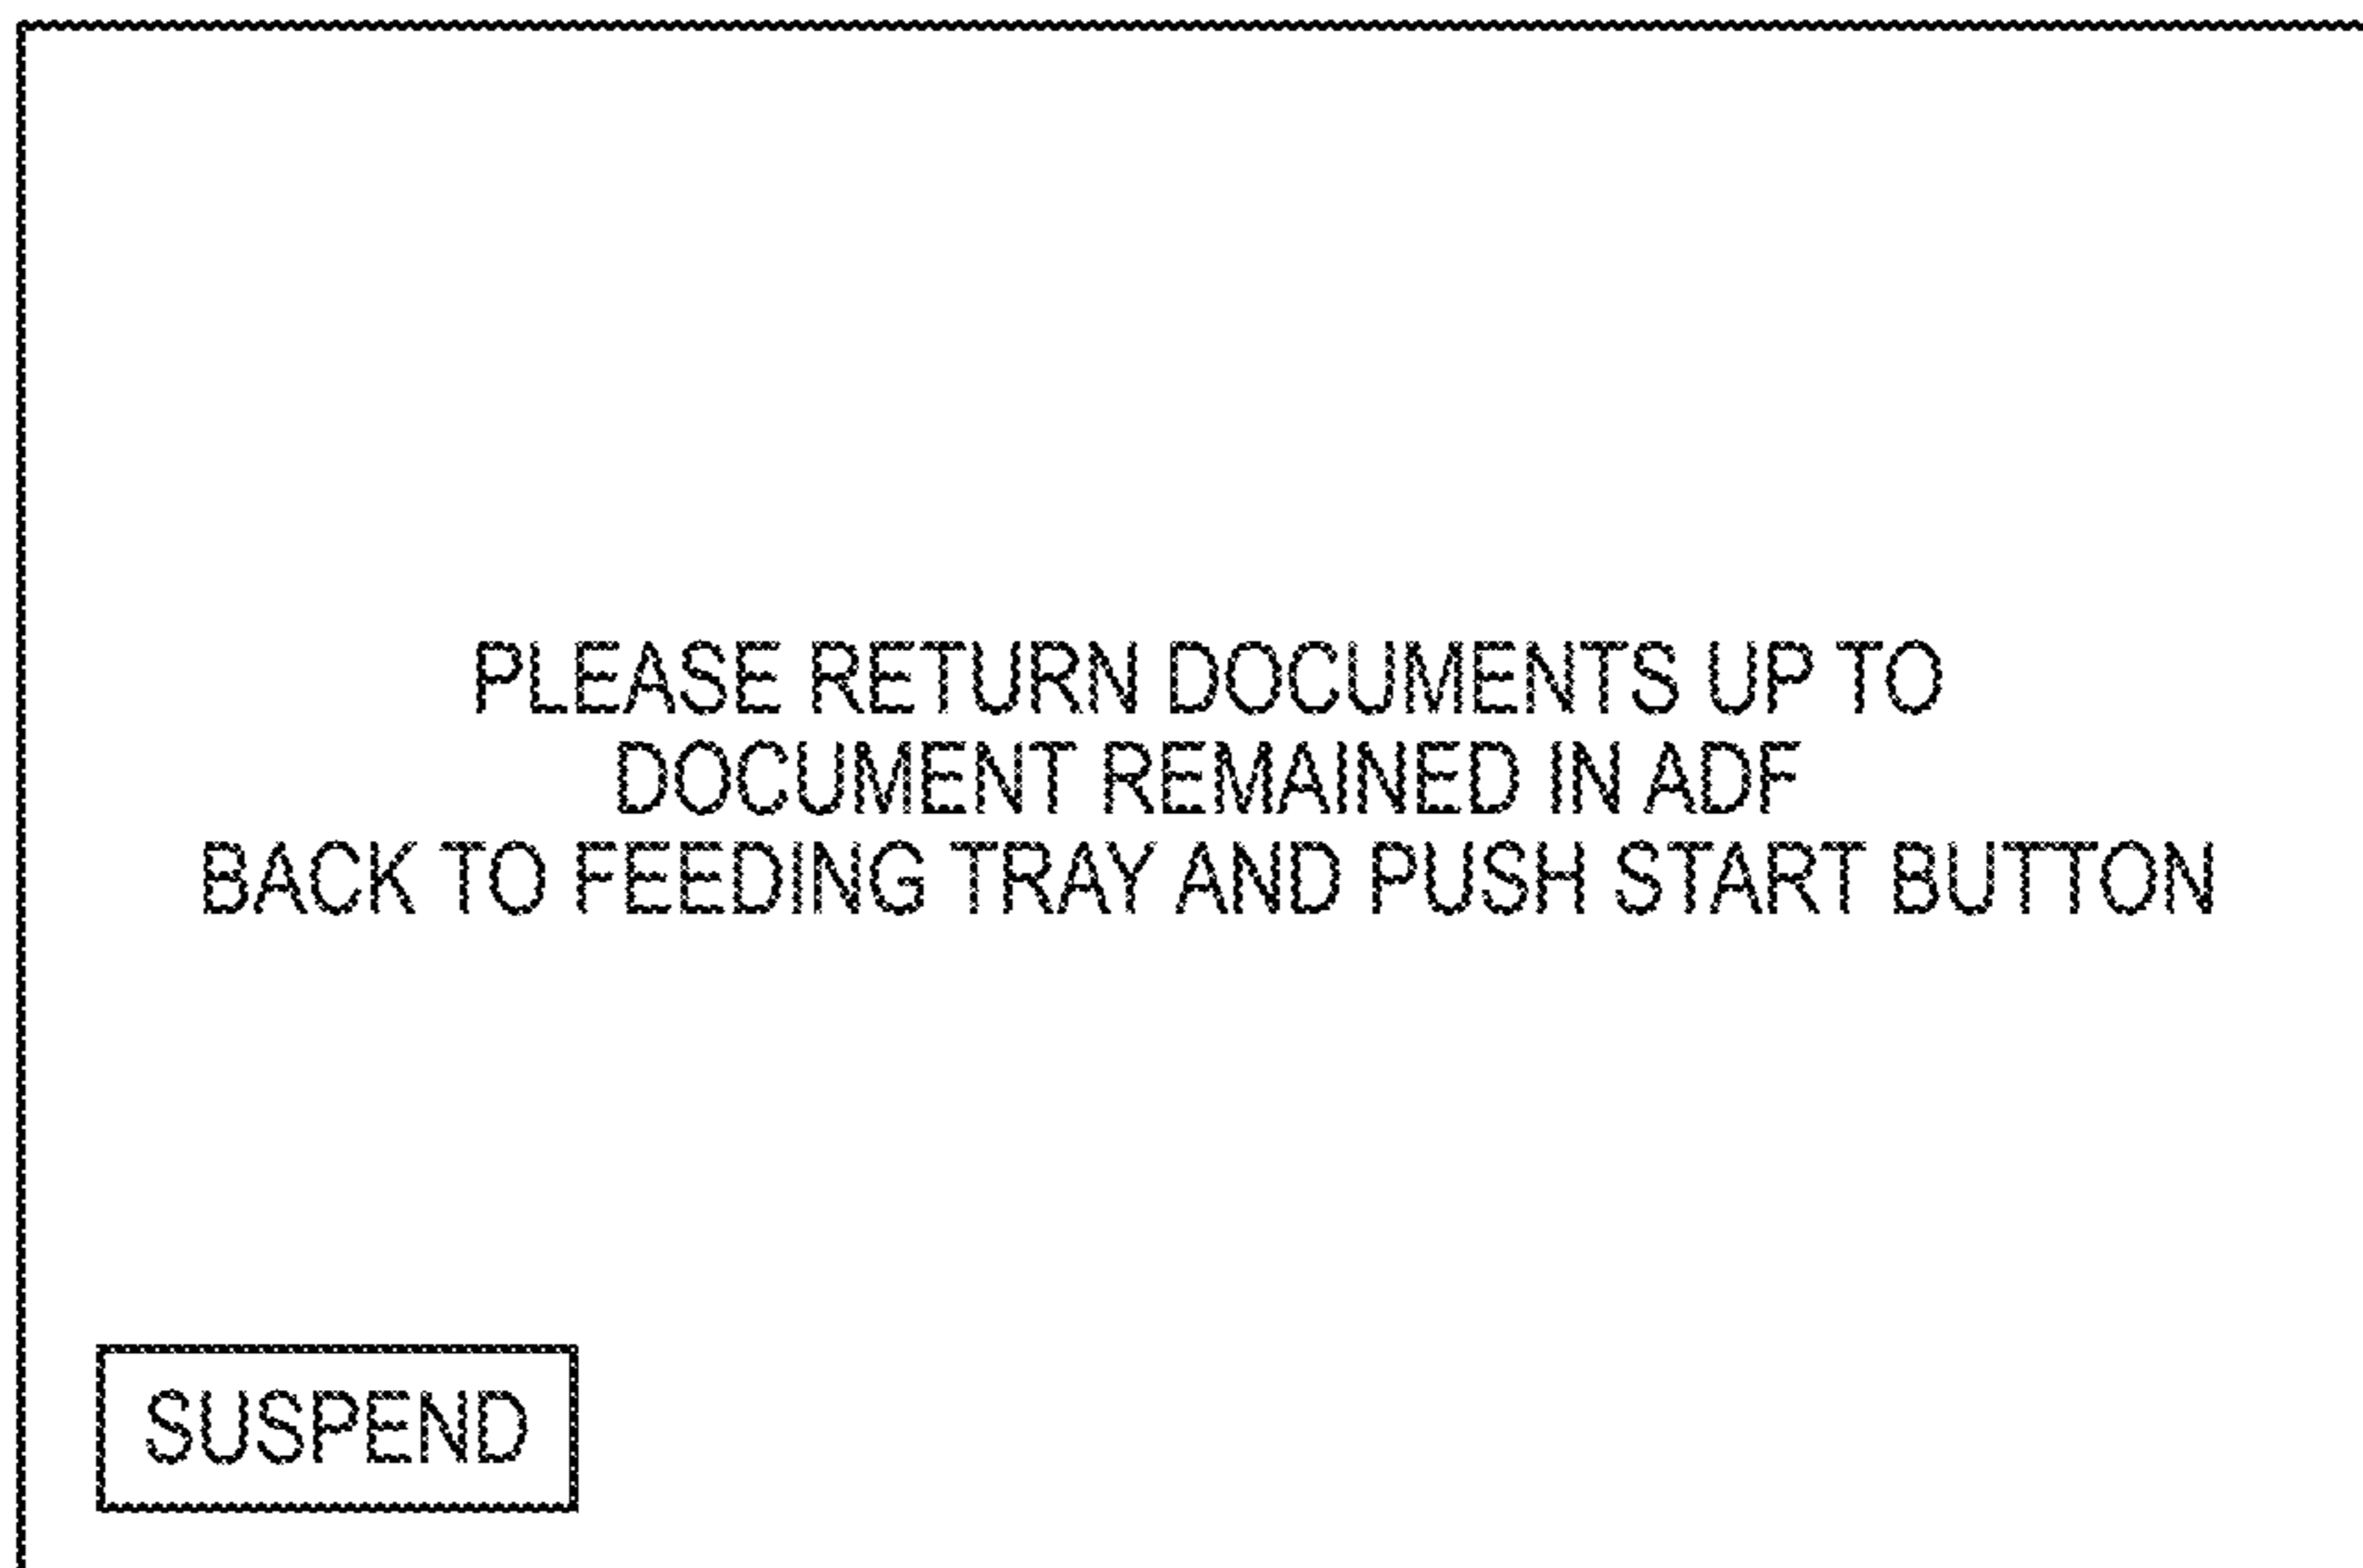 PLEASE RETURN DOCUMENTS UP TO
DOCUMENT REMAINED IN ADF
BACK TO FEEDING TRAY AND PUSH START BUTTON
SUSPEND